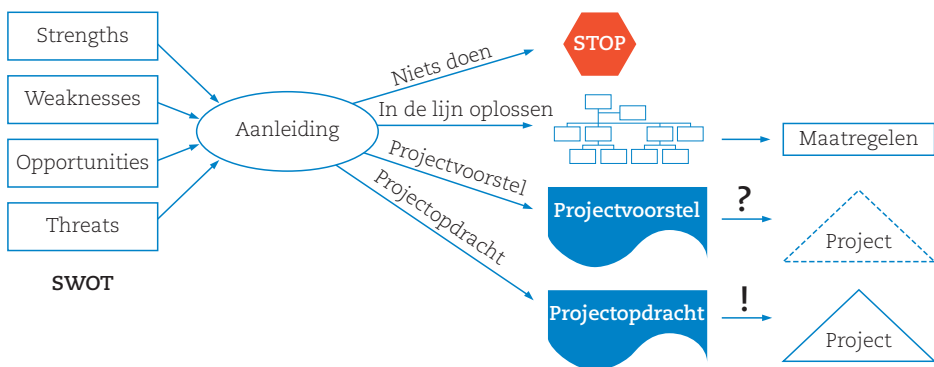 Strengths
Weaknesses
Opportunities
Threats
SWOT
Aanleiding
Niets doen
In de lijn oplossen
Projectvoorstel
Projectopdracht
STOP
Maatregelen
Projectvoorstel
?
Project
Projectopdracht
!
Project